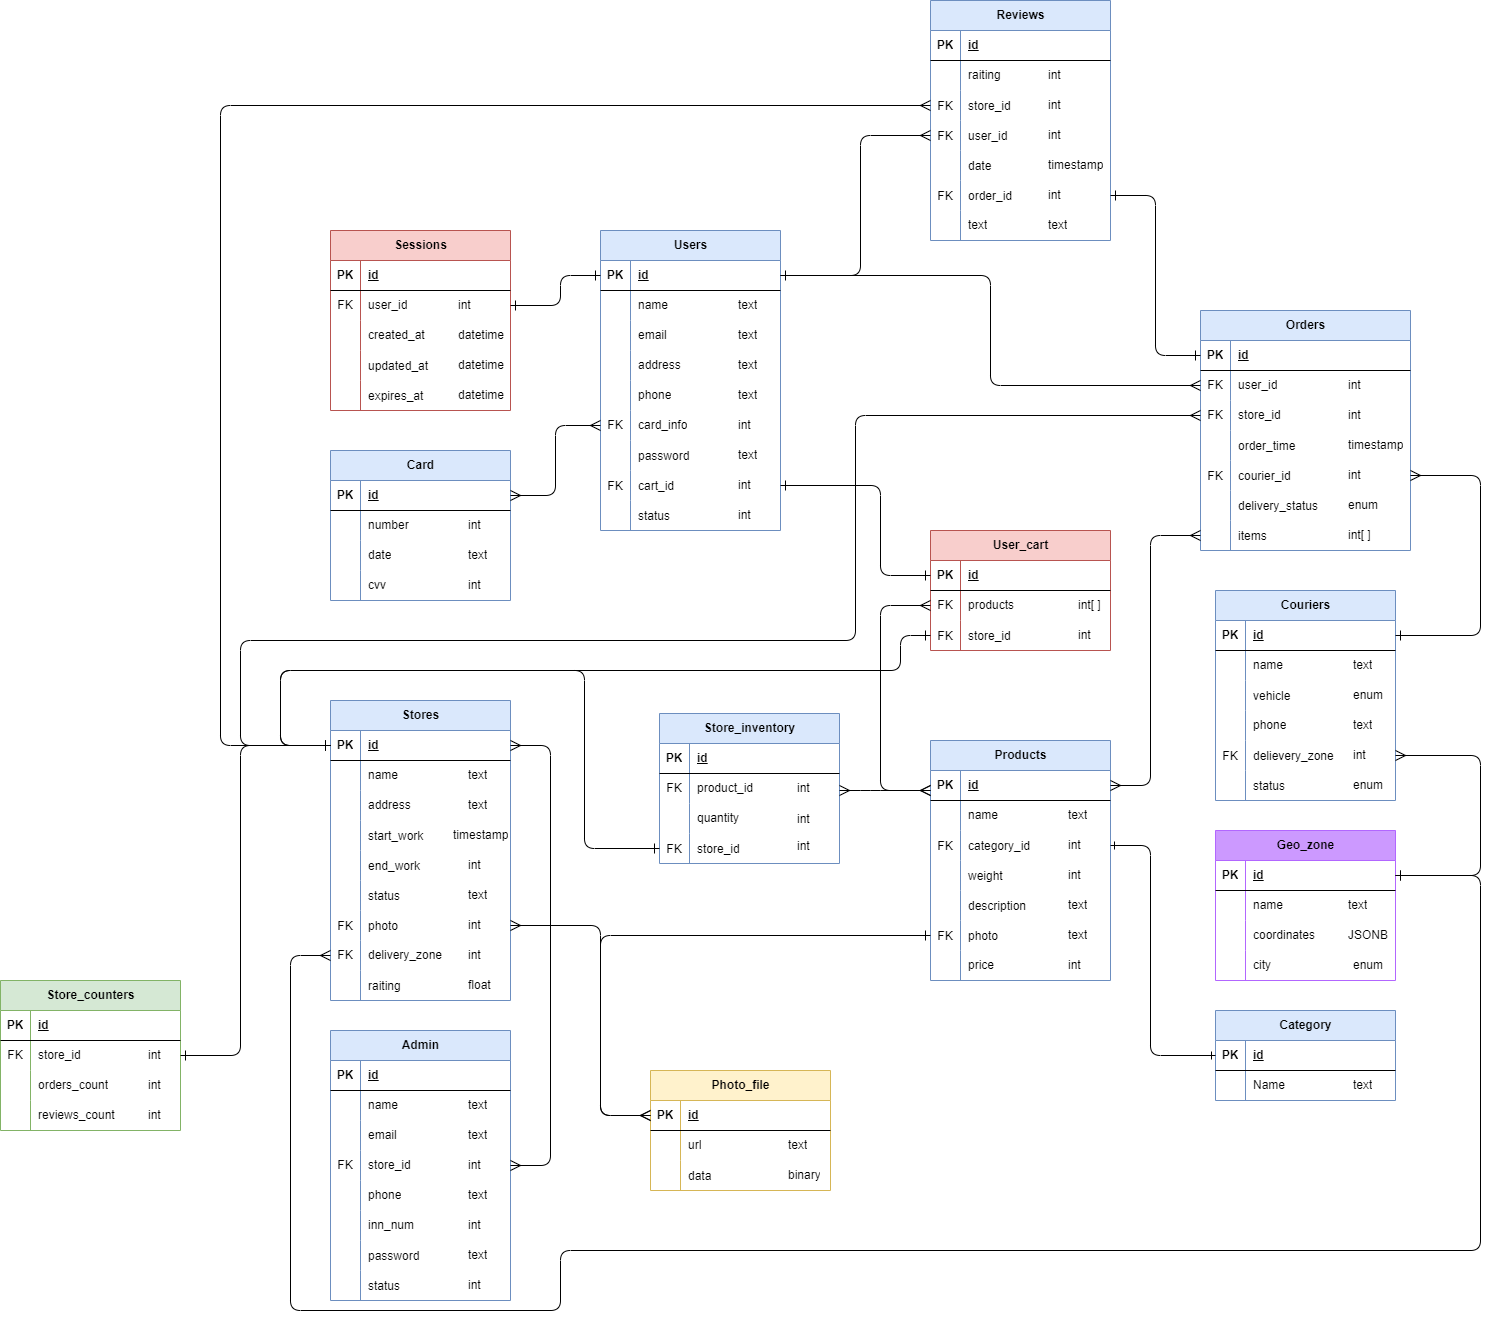 Reviews
PK id
raiting int
FK store_id int
FK user_id int
date timestamp
FK order_id int
text text
Sessions
PK id
FK user_id int
created_at datetime
updated_at datetime
expires_at datetime
Users
PK id
name text
email text
address text
phone text
FK card_info int
password text
FK cart_id int
status int
Orders
PK id
FK user_id int
FK store_id int
order_time timestamp
FK courier_id int
delivery_status enum
items int[ ]
Card
PK id
number int
date text
cvv int
User_cart
PK id
FK products int[ ]
FK store_id int
Couriers
PK id
name text
vehicle enum
phone text
FK delievery_zone int
status enum
Stores
PK id
name text
address text
start_work timestamp
end_work int
status text
FK photo int
FK delivery_zone int
raiting float
Store_inventory
PK id
FK product_id int
quantity int
FK store_id int
Products
PK id
name text
FK category_id int
weight int
description text
FK photo text
price int
Geo_zone
PK id
name text
coordinates JSONB
city enum
Store_counters
PK id
FK store_id int
orders_count int
reviews_count int
Category
PK id
Name text
Admin
PK id
name text
email text
FK store_id int
phone text
inn_num int
password text
status int
Photo_file
PK id
url text
data binary